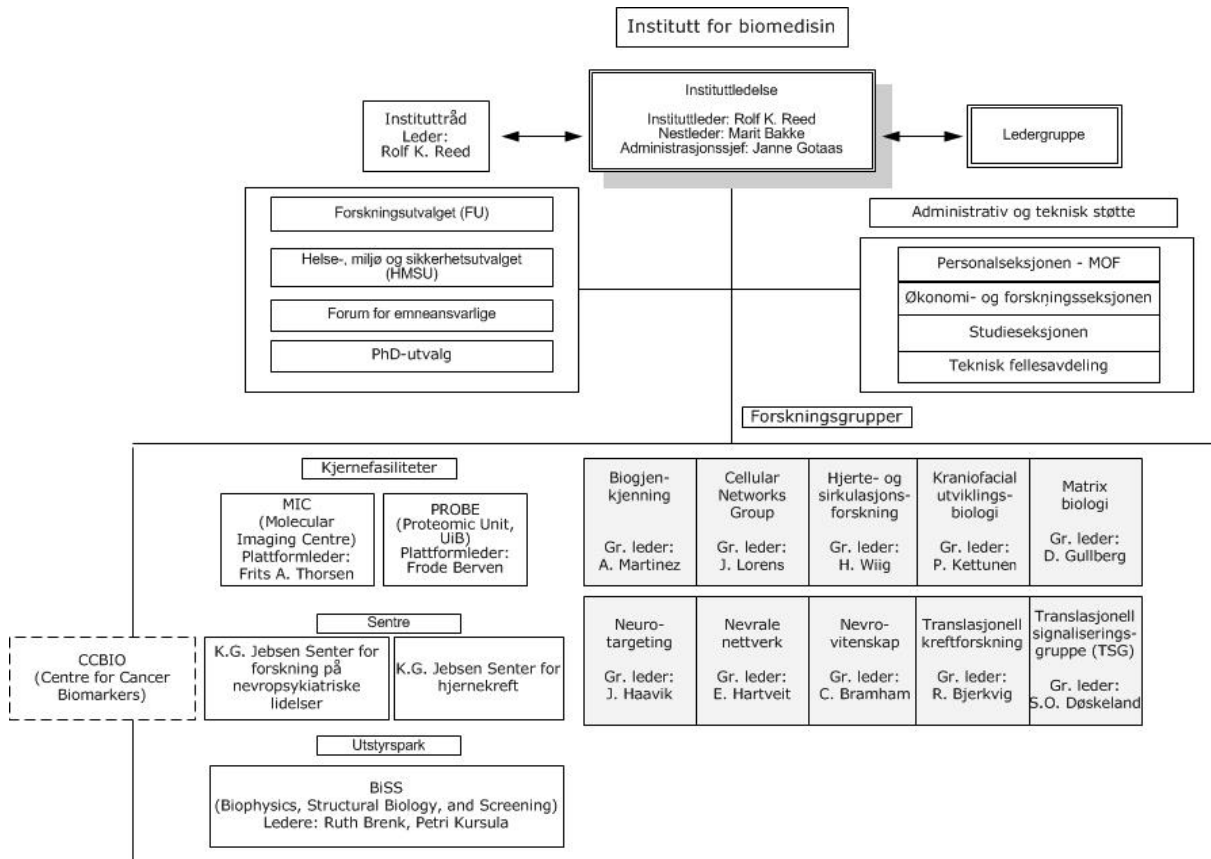 Institutt for biomedisin
Instituttråd
Leder:
Rolf K. Reed
Instituttledelse
Instituttleder: Rolf K. Reed
Nestleder: Marit Bakke
Administrasjonssjef: Janne Gotaas
Ledergruppe
Forskningsutvalget (FU)
Helse-, miljø og sikkerhetsutvalget
(HMSU)
Forum for emneansvarlige
PhD-utvalg
Administrativ og teknisk støtte
Personalseksjonen - MOF
Økonomi- og forskningsseksjonen
Studieseksjonen
Teknisk fellesavdeling
Forskningsgrupper
Kjernefasiliteter
MIC
(Molecular
Imaging Centre)
Plattformleder:
Frits A. Thorsen
PROBE
(Proteomic Unit,
UiB)
Plattformleder:
Frode Berven
Biogjen-
kjenning
Gr. leder:
A. Martinez
Cellular
Networks
Group
Gr. leder:
J. Lorens
Hjerte- og
sirkulasjons-
forskning
Gr. leder:
H. Wiig
Kraniofacial
utviklings-
biologi
Gr. leder:
P. Kettunen
Matrix
biologi
Gr. leder:
D. Gullberg
Neuro-
targeting
Gr. leder:
J. Haavik
Nevrale
nettverk
Gr. leder:
E. Hartveit
Nevro-
vitenskap
Gr. leder:
C. Bramham
Translasjonell
kreftforskning
Gr. leder:
R. Bjerkvig
Translasjonell
signaliserings-
gruppe (TSG)
Gr. leder:
S.O. Døskeland
Sentre
CCBIO
(Centre for Cancer
Biomarkers)
K.G. Jebsen Senter for
forskning på
nevropsykiatriske
lidelser
K.G. Jebsen Senter for
hjernekreft
Utstyrspark
BiSS
(Biophysics, Structural Biology, and Screening)
Ledere: Ruth Brenk, Petri Kursula